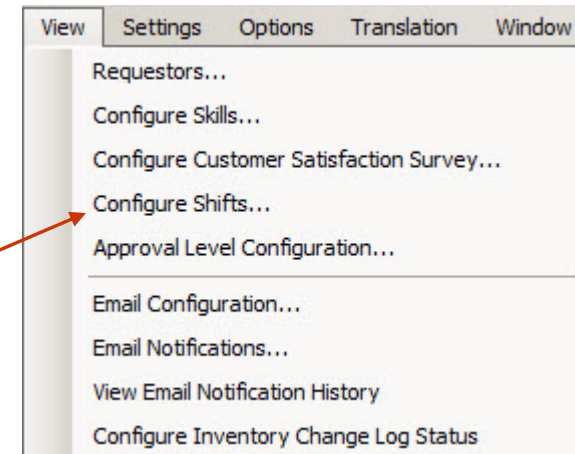 View Settings Options Translation Window
Requestors...
Configure Skills...
Configure Customer Satisfaction Survey...
Configure Shifts...
Approval Level Configuration...
Email Configuration...
Email Notifications...
View Email Notification History
Configure Inventory Change Log Status